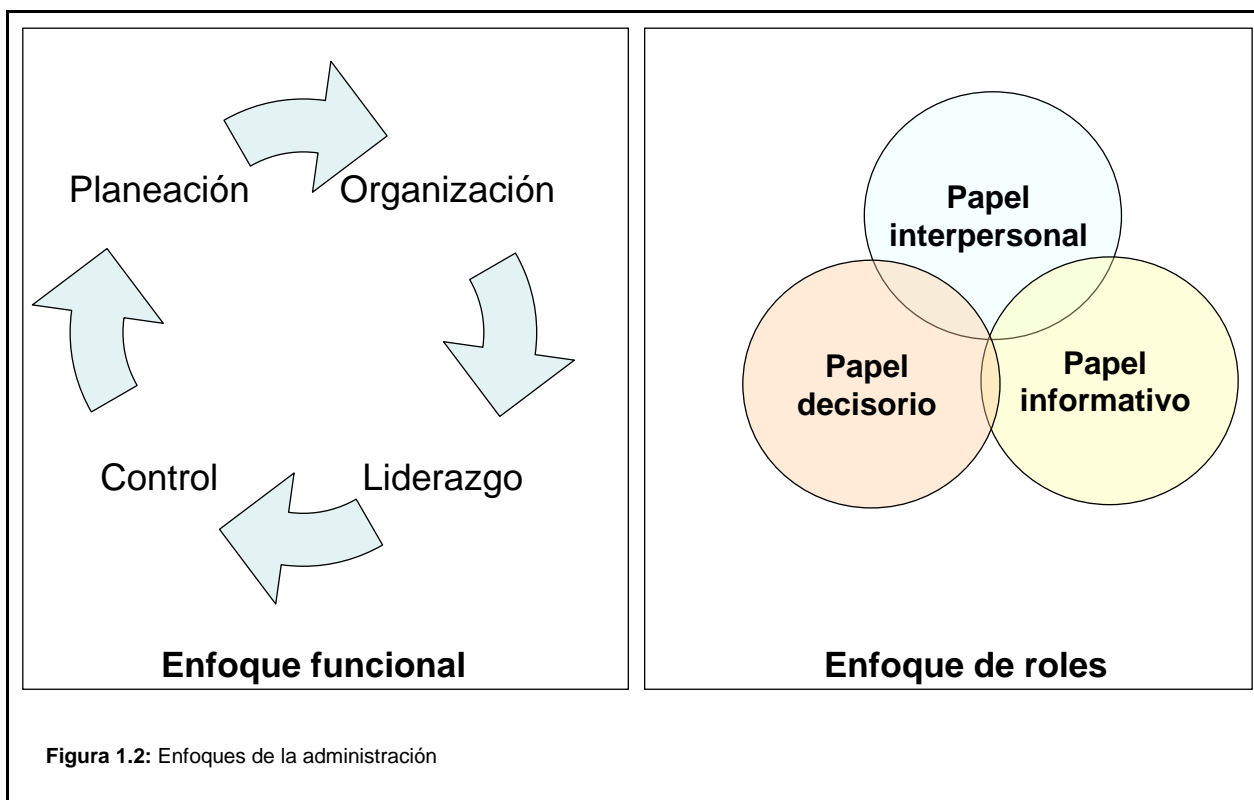 Planeación
Organización
Control
Liderazgo
Enfoque funcional
Papel
interpersonal
Papel
decisorio
Papel
informativo
Enfoque de roles
Figura 1.2: Enfoques de la administración